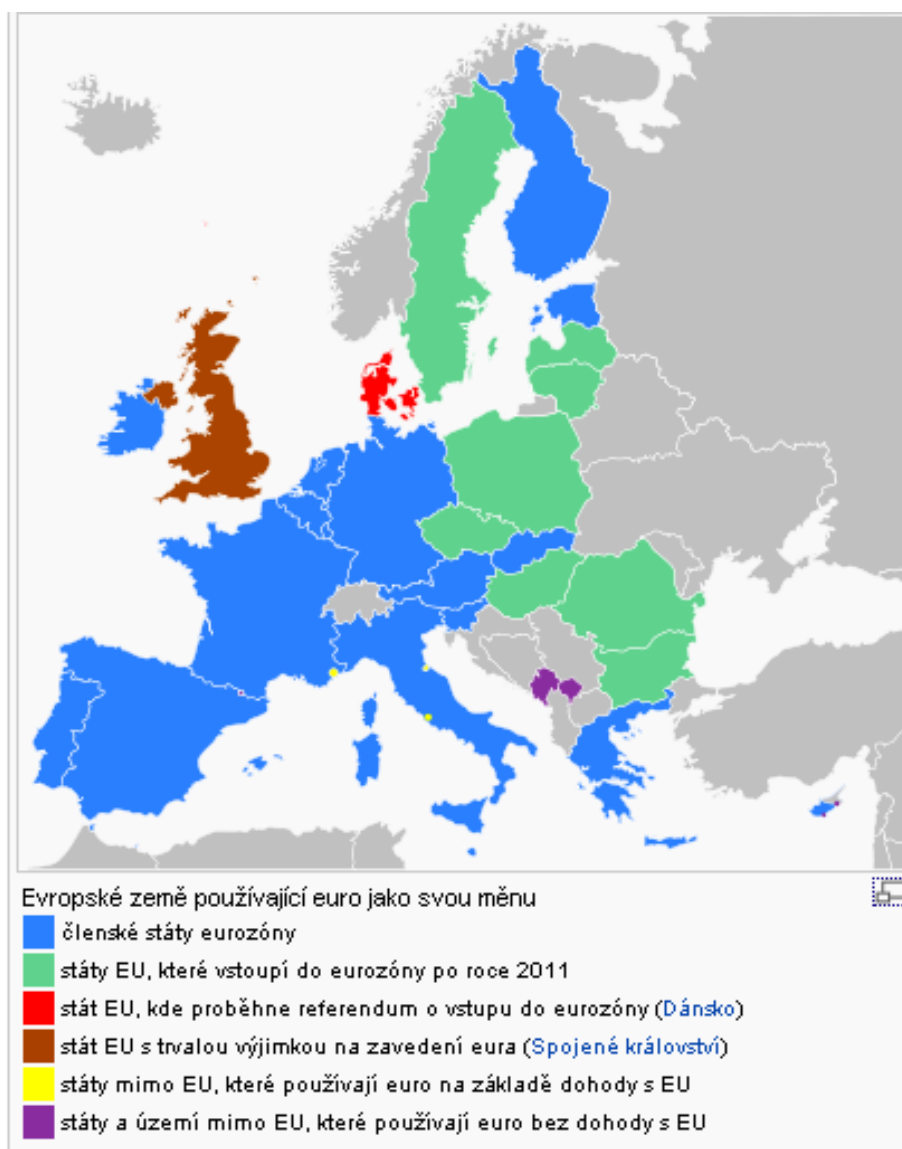 Evropské země používající euro jako svou měnu
členské státy eurozóny
státy EU, které vstoupí do eurozóny po roce 2011
stát EU, kde proběhne referendum o vstupu do eurozóny (Dánsko)
stát EU s trvalou výjimkou na zavedení eura (Spojené království)
státy mimo EU, které používají euro na základě dohody s EU
státy a území mimo EU, které používají euro bez dohody s EU